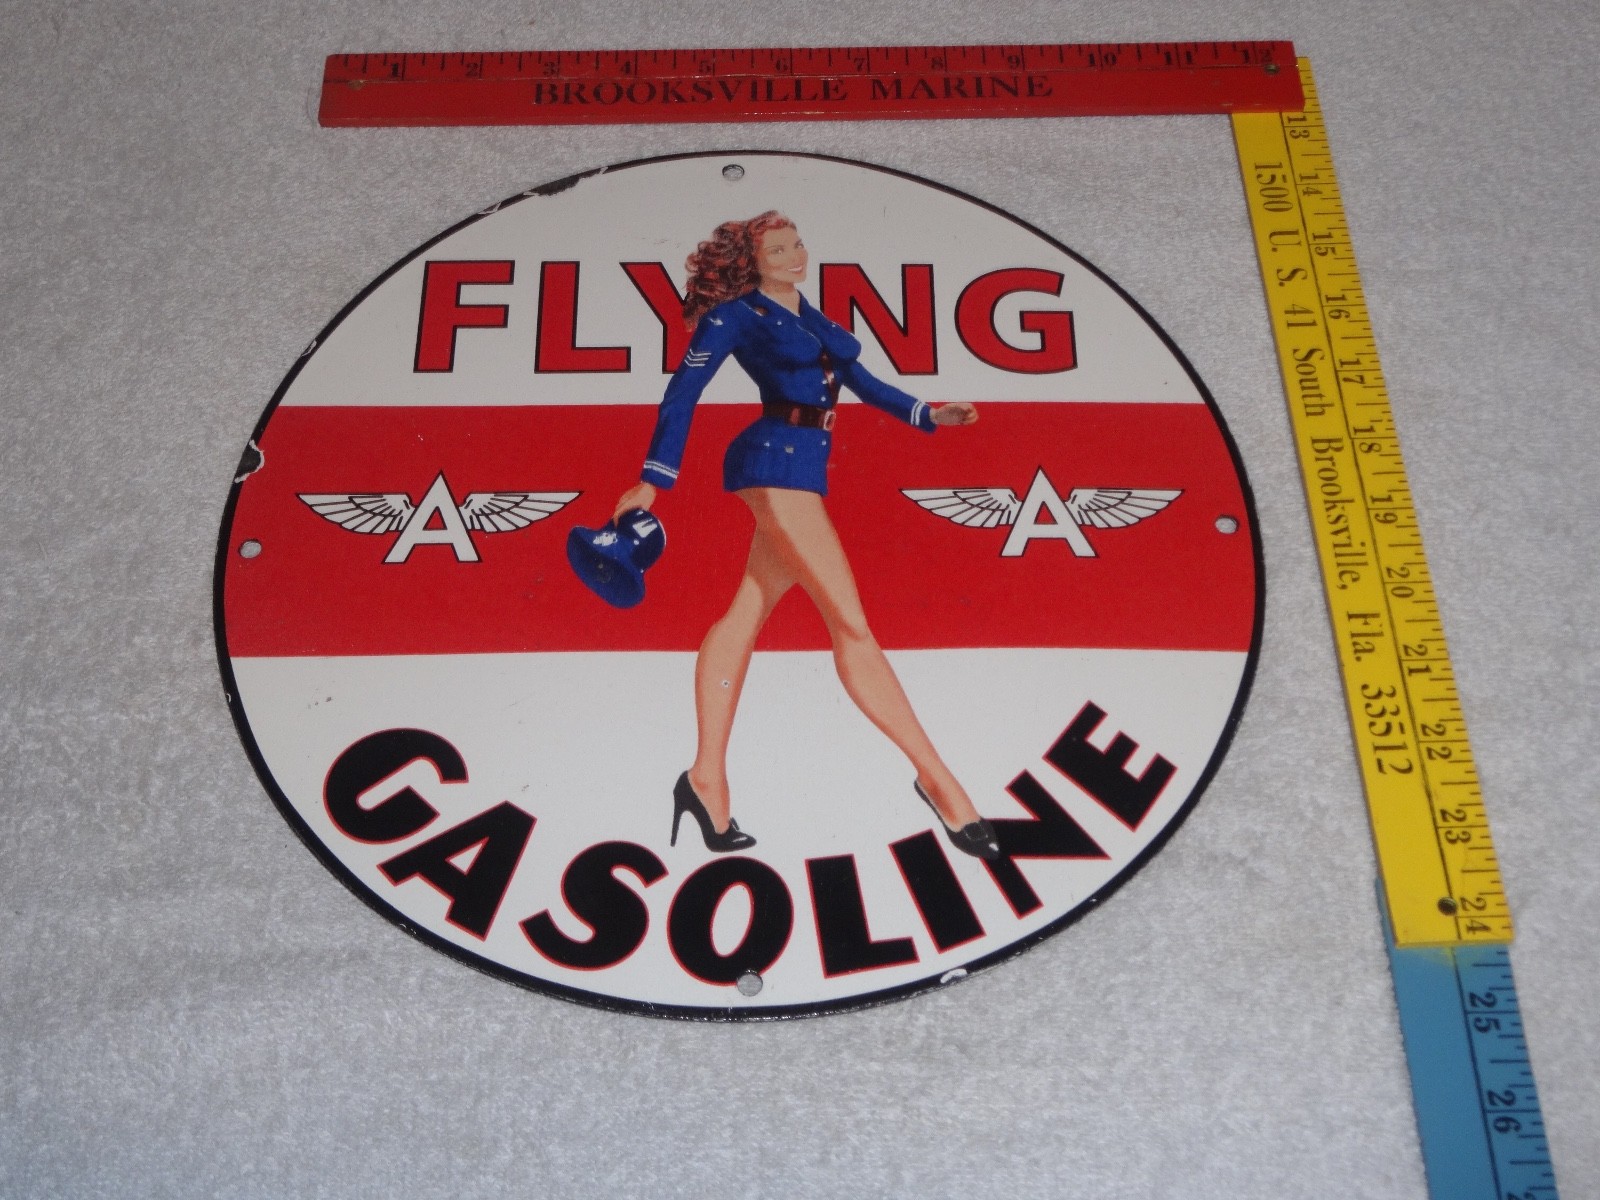 1 2 3 4 5 6 7 8 9 10 11 12
BROOKSVILLE MARINE
13 14 15 16 17 18 19 20 21 22 23 24
1500 U. S. 41 South Brooksville, Fla. 33512
25 26
FLYING
A A
GASOLINE